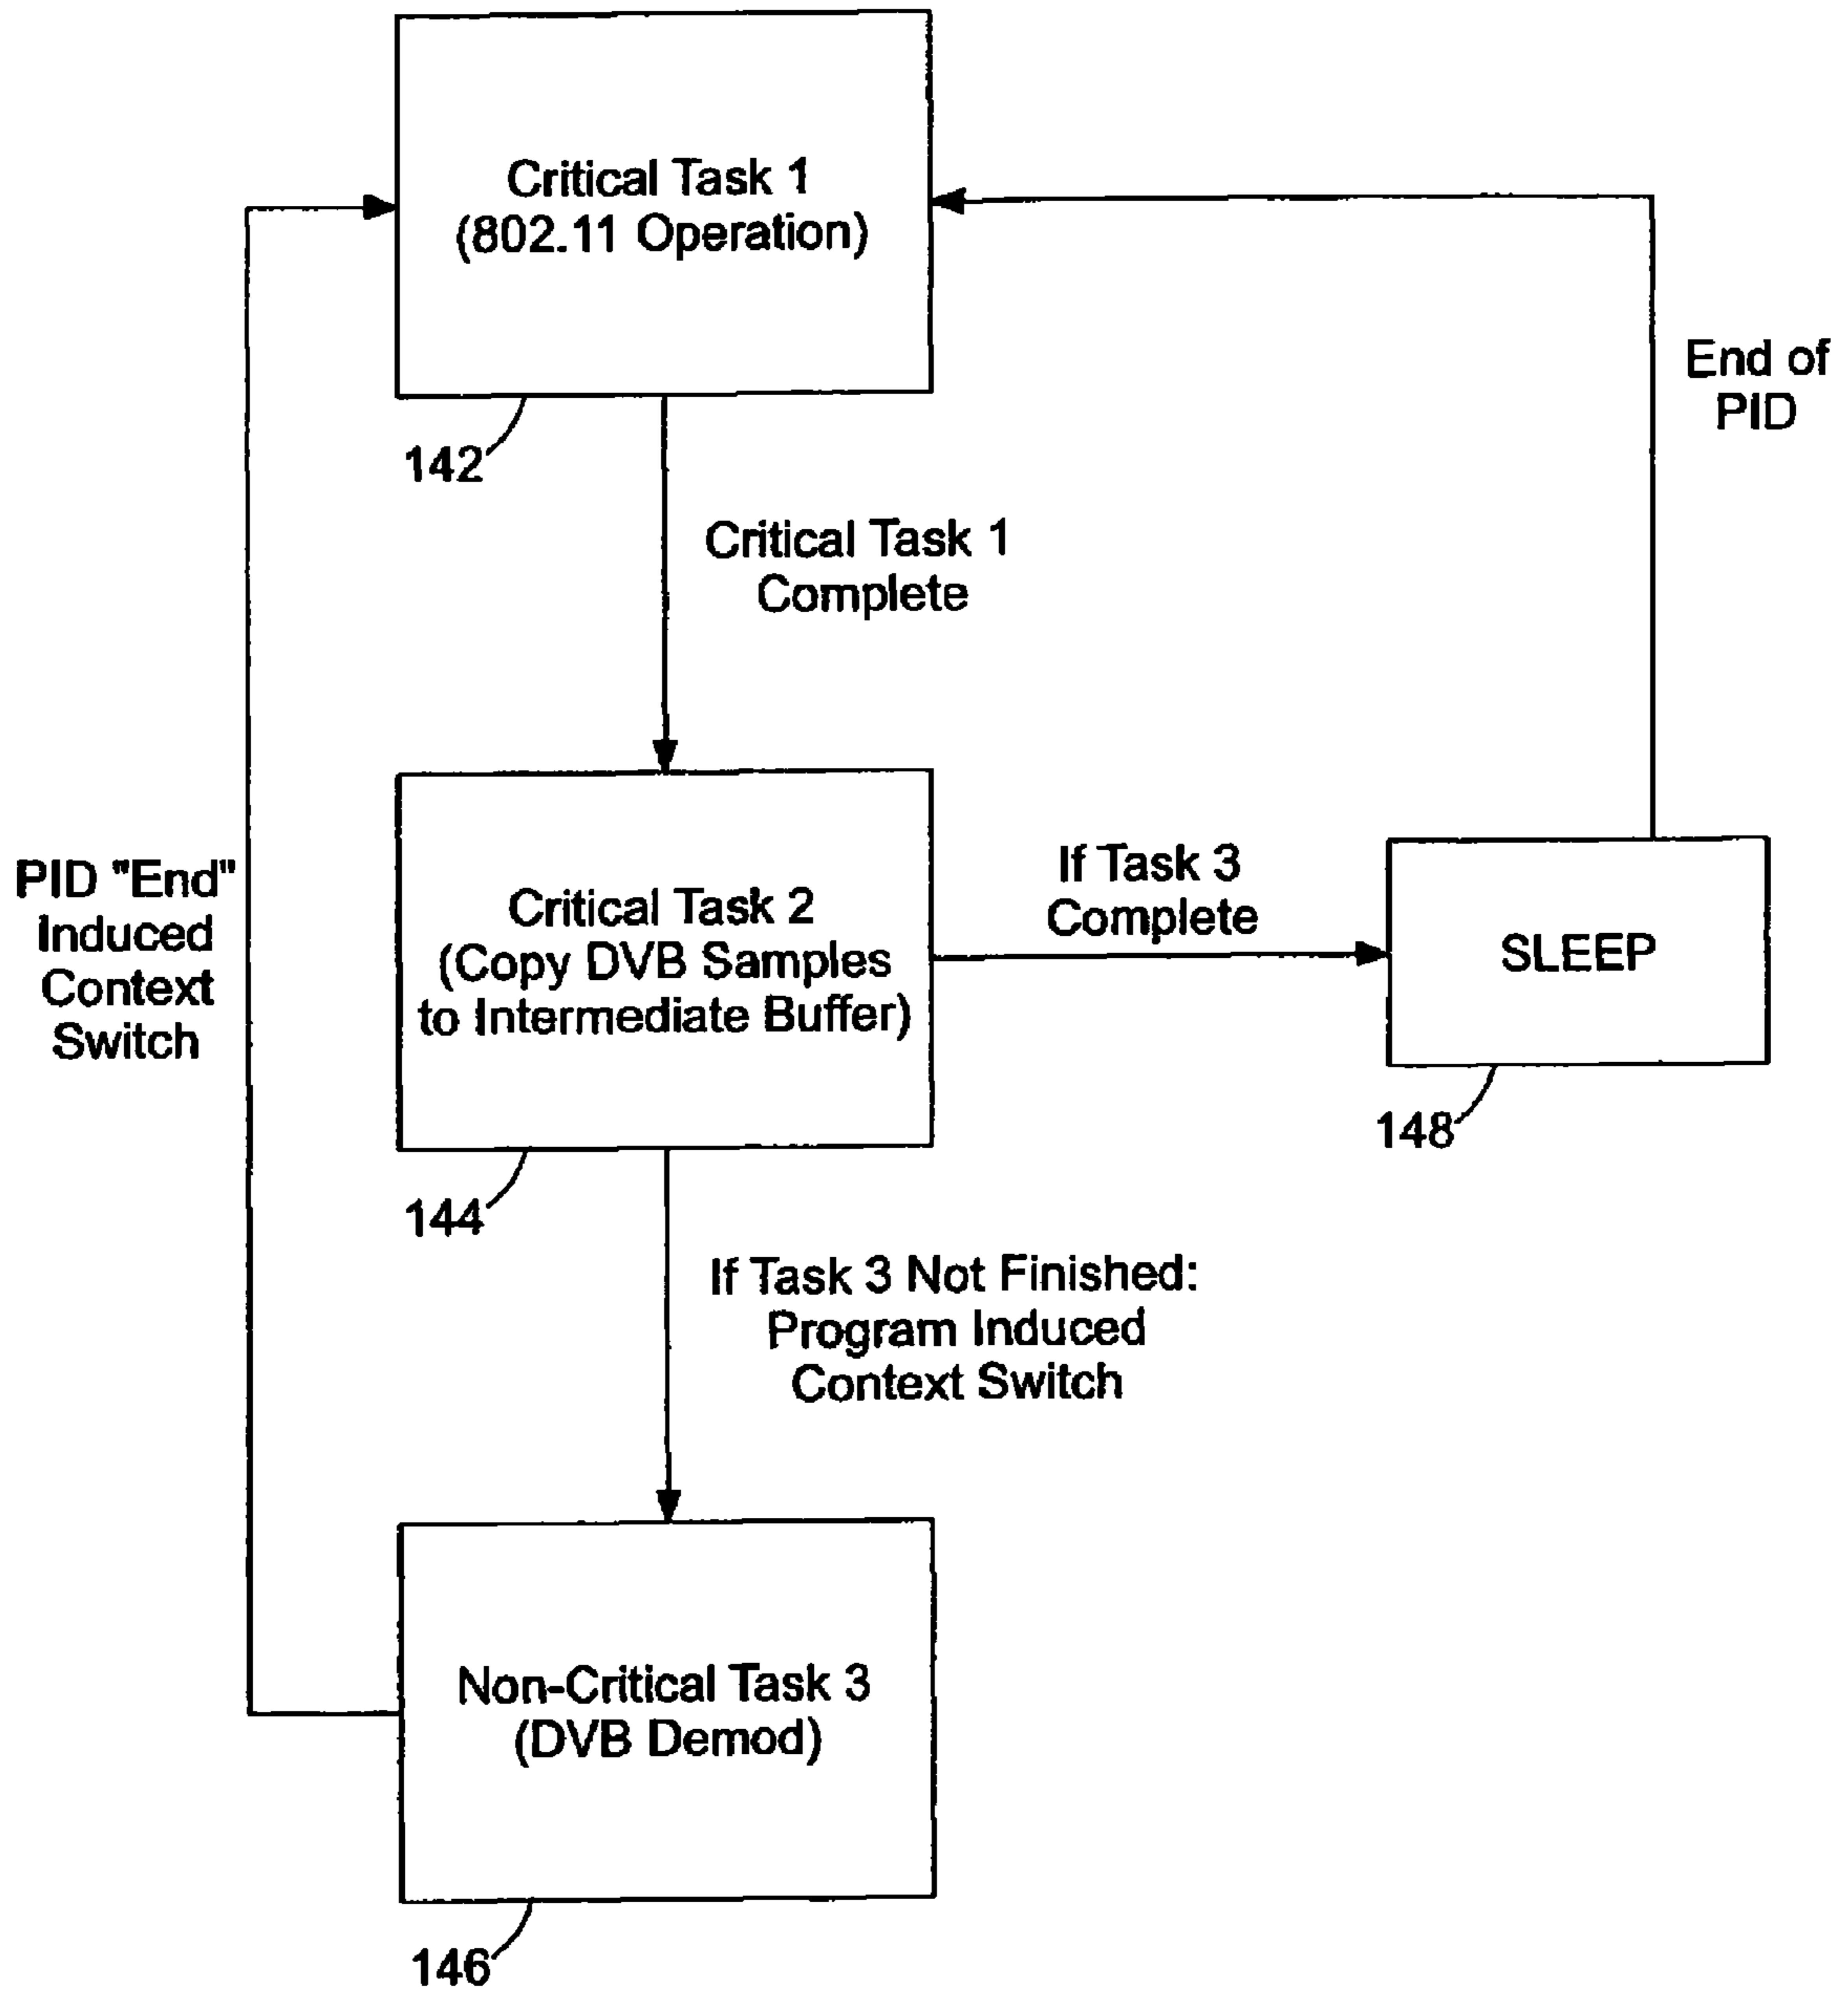 Critical Task 1
(802.11 Operation)
142
End of
PID
Critical Task 1
Complete
PID "End"
Induced
Context
Switch
Critical Task 2
(Copy DVB Samples
to Intermediate Buffer)
144
If Task 3
Complete
SLEEP
148
If Task 3 Not Finished:
Program Induced
Context Switch
Non-Critical Task 3
(DVB Demod)
146